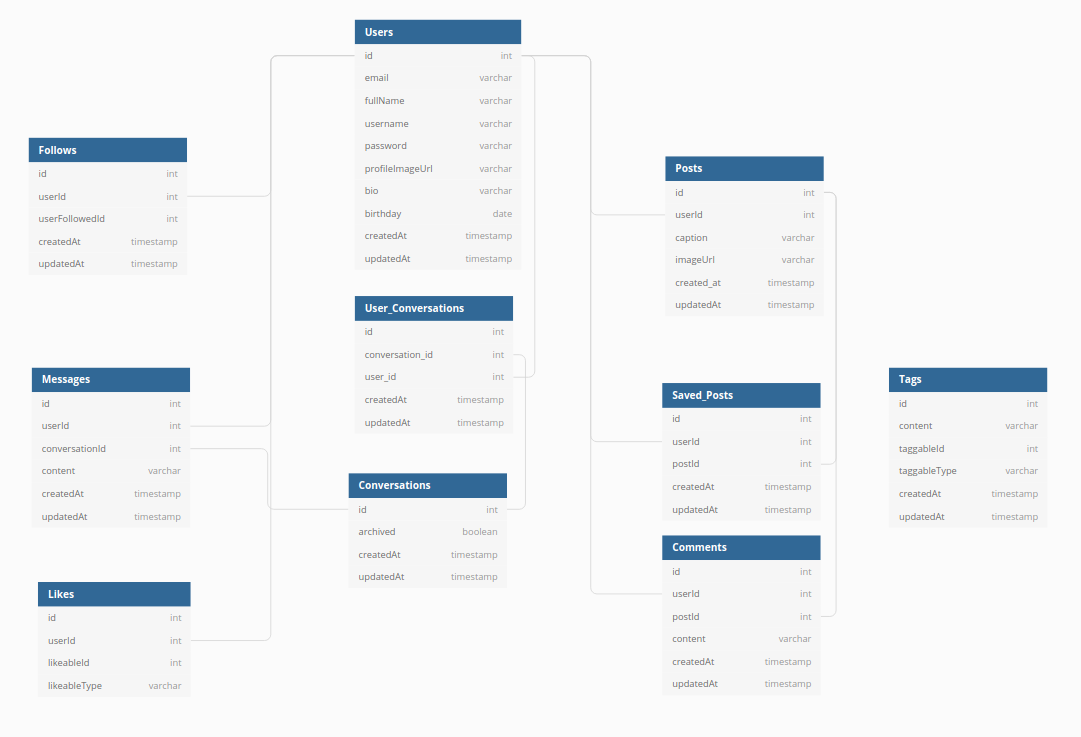 Users
id int
email varchar
fullName varchar
username varchar
password varchar
profileImageUrl varchar
bio varchar
birthday date
createdAt timestamp
updatedAt timestamp
Follows
id int
userId int
userFollowedId int
createdAt timestamp
updatedAt timestamp
Posts
id int
userId int
caption varchar
imageUrl varchar
created_at timestamp
updatedAt timestamp
User_Conversations
id int
conversation_id int
user_id int
createdAt timestamp
updatedAt timestamp
Messages
id int
userId int
conversationId int
content varchar
createdAt timestamp
updatedAt timestamp
Saved_Posts
id int
userId int
postId int
createdAt timestamp
updatedAt timestamp
Tags
id int
content varchar
taggableId int
taggableType varchar
createdAt timestamp
updatedAt timestamp
Conversations
id int
archived boolean
createdAt timestamp
updatedAt timestamp
Comments
id int
userId int
postId int
content varchar
createdAt timestamp
updatedAt timestamp
Likes
id int
userId int
likeableId int
likeableType varchar